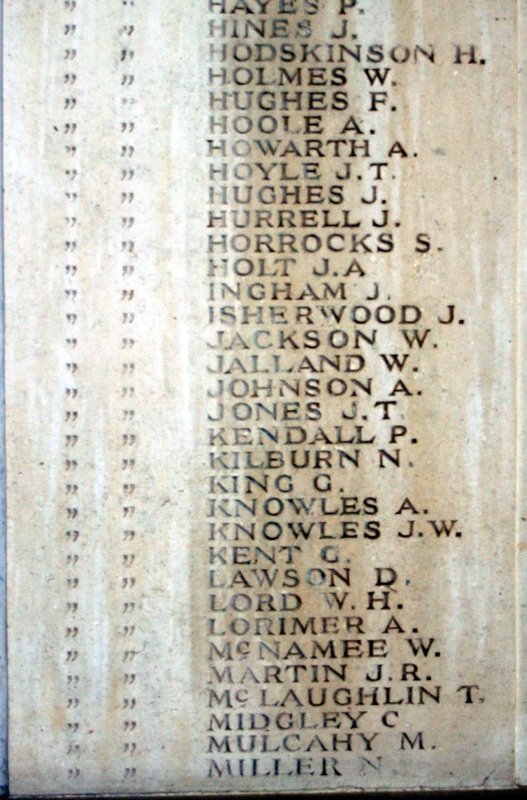 " " HAYES P.
" " HINES J.
" " HODSKINSON H.
" " HOLMES W.
" " HUGHES F.
" " HOOLE A.
" " HOWARTH A.
" " HOYLE J.T.
" " HUGHES J.
" " HURRELL J.
" " HORROCKS S.
" " HOLT J.A
" " INGHAM J.
" " ISHERWOOD J.
" " JACKSON W.
" " JALLAND W.
" " JOHNSON A.
" " JONES J.T.
" " KENDALL P.
" " KILBURN N.
" " KING G.
" " KNOWLES A.
" " KNOWLES J.W.
" " KENT G.
" " LAWSON D.
" " LORD W.H.
" " LORIMER A.
" " McNAMEE W.
" " MARTIN J.R.
" " McLAUGHLIN T.
" " MIDGLEY C
" " MULCAHY M.
" " MILLER N